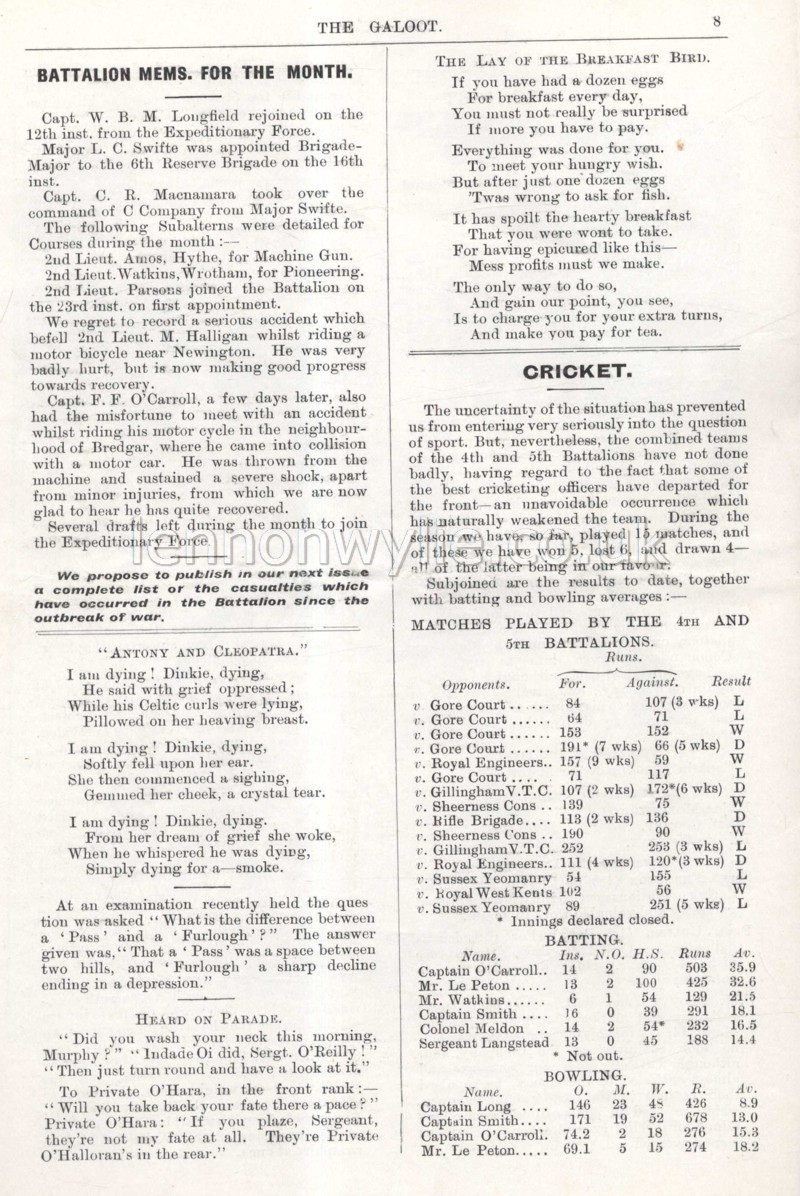 THE GALOOT.
8
BATTALION MEMS. FOR THE MONTH.
Capt. W. B. M. Longfield rejoined on the
12th inst. from the Expeditionary Force.
Major L. C. Swifte was appointed Brigade-
Major to the 6th Reserve Brigade on the 16th
inst.
Capt. C. R. Macnamara took over the
command of C Company from Major Swifte.
The following Subalterns were detailed for
Courses during the month :—
2nd Lieut. Amos, Hythe, for Machine Gun.
2nd Lieut. Watkins, Wrotham, for Pioneering.
2nd Lieut. Parsons joined the Battalion on
the 23rd inst. on first appointment.
We regret to record a serious accident which
befell 2nd Lieut. M. Halligan whilst riding a
motor bicycle near Newington. He was very
badly hurt, but is now making good progress
towards recovery.
Capt. F. F. O'Carroll, a few days later, also
had the misfortune to meet with an accident
whilst riding his motor cycle in the neighbour-
hood of Bredgar, where he came into collision
with a motor car. He was thrown from the
machine and sustained a severe shock, apart
from minor injuries, from which we are now
glad to hear he has quite recovered.
Several drafts left during the month to join
the Expeditionary Force
We propose to publish in our next issue
a complete list or the casualties which
have occurred in the Battalion since the
outbreak of war.
"ANTONY AND CLEOPATRA."
I am dying ! Dinkie, dying,
He said with grief oppressed ;
While his Celtic curls were lying,
Pillowed on her heaving breast.
I am dying ! Dinkie, dying,
Softly fell upon her ear.
She then commenced a sighing,
Gemmed her cheek, a crystal tear.
I am dying ! Dinkie, dying.
From her dream of grief she woke,
When he whispered he was dying,
Simply dying for a—smoke.
At an examination recently held the ques
tion was asked "What is the difference between
a 'Pass' and a 'Furlough'?" The answer
given was, "That a 'Pass' was a space between
two hills, and 'Furlough' a sharp decline
ending in a depression."
HEARD ON PARADE.
"Did you wash your neck this morning,
Murphy ?" "Indade Oi did, Sergt. O'Reilly !"
"Then just turn round and have a look at it."
To Private O'Hara, in the front rank :—
"Will you take back your fate there a pace ?"
Private O'Hara: "If you plaze, Sergeant,
they're not my fate at all. They're Private
O'Halloran's in the rear."
THE LAY OF THE BREAKFAST BIRD.
If you have had a dozen eggs
For breakfast every day,
You must not really be surprised
If more you have to pay.
Everything was done for you.
To meet your hungry wish.
But after just one dozen eggs
'Twas wrong to ask for fish.
It has spoilt the hearty breakfast
That you were wont to take.
For having epicured like this—
Mess profits must we make.
The only way to do so,
And gain our point, you see,
Is to charge you for your extra turns,
And make you pay for tea.
CRICKET.
The uncertainty of the situation has prevented
us from entering very seriously into the question
of sport. But, nevertheless, the combined teams
of the 4th and 5th Battalions have not done
badly, having regard to the fact that some of
the best cricketing officers have departed for
the front—an unavoidable occurrence which
has naturally weakened the team. During the
season we have, so far, played 15 matches, and
of these we have won 5, lost 6, and drawn 4—
all of the latter being in our favour.
Subjoined are the results to date, together
with batting and bowling averages :—
MATCHES PLAYED BY THE 4TH AND
5TH BATTALIONS.
Runs.
Opponents. For. Against. Result
v Gore Court ...... 84 107 (3 wks) L
v. Gore Court ...... 64 71 L
v. Gore Court ...... 153 152 W
v. Gore Court ...... 191* (7 wks) 66 (5 wks) D
v. Royal Engineers.. 157 (9 wks) 59 W
v. Gore Court .... 71 117 L
v. Gillingham V.T.C. 107 (2 wks) 172* (6 wks) D
v. Sheerness Cons .. 139 75 W
v. Rifle Brigade.... 113 (2 wks) 136 D
v. Sheerness Cons .. 190 90 W
v. Gillingham V.T.C. 252 253 (3 wks) L
v. Royal Engineers.. 111 (4 wks) 120* (3 wks) D
v. Sussex Yeomanry 54 155 L
v. Royal West Kents 102 56 W
v. Sussex Yeomanry 89 251 (5 wks) L
* Innings declared closed.
BATTING.
Name. Ins. N.O. H.S. Runs Av.
Captain O'Carroll.. 14 2 90 503 35.9
Mr. Le Peton ..... 13 2 100 425 32.6
Mr. Watkins...... 6 1 54 129 21.5
Captain Smith .... 16 0 39 291 18.1
Colonel Meldon .. 14 2 54* 232 16.5
Sergeant Langstead 13 0 45 188 14.4
* Not out.
BOWLING.
Name. O. M. W. R. Av.
Captain Long .... 146 23 48 426 8.9
Captain Smith.... 171 19 52 678 13.0
Captain O'Carroll. 74.2 2 18 276 15.3
Mr. Le Peton..... 69.1 5 15 274 18.2